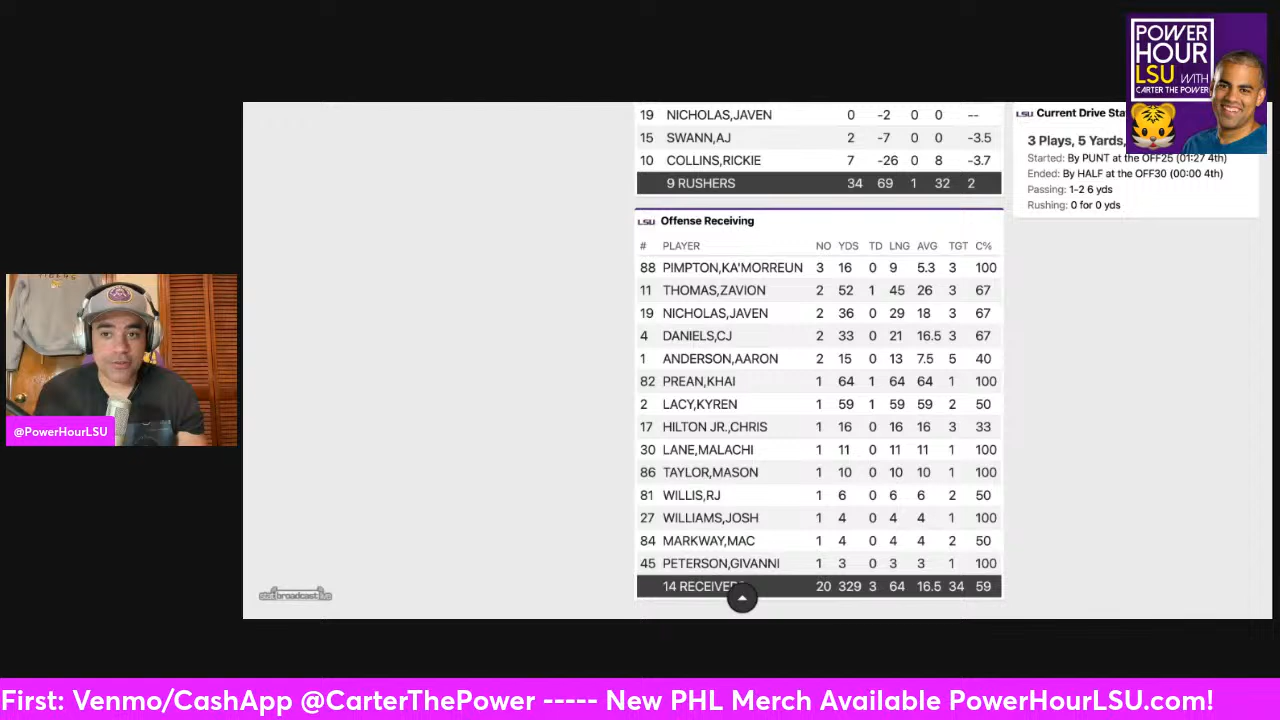 POWER
HOUR
LSU WITH
CARTER THE POWER
19 NICHOLAS,JAVEN 0 -2 0 0 --
15 SWANN,AJ 2 -7 0 0 -3.5
10 COLLINS,RICKIE 7 -26 0 8 -3.7
9 RUSHERS 34 69 1 32 2
LSU Offense Receiving
# PLAYER NO YDS TD LNG AVG TGT C%
88 PIMPTON,KA'MORREUN 3 16 0 9 5.3 3 100
11 THOMAS,ZAVION 2 52 1 45 26 3 67
19 NICHOLAS,JAVEN 2 36 0 29 18 3 67
4 DANIELS,CJ 2 33 0 21 16.5 3 67
1 ANDERSON,AARON 2 15 0 13 7.5 5 40
82 PREAN,KHAI 1 64 1 64 64 1 100
2 LACY,KYREN 1 59 1 59 59 2 50
17 HILTON JR.,CHRIS 1 16 0 16 16 3 33
30 LANE,MALACHI 1 11 0 11 11 1 100
86 TAYLOR,MASON 1 10 0 10 10 1 100
81 WILLIS,RJ 1 6 0 6 6 2 50
27 WILLIAMS,JOSH 1 4 0 4 4 1 100
84 MARKWAY,MAC 1 4 0 4 4 2 50
45 PETERSON,GIVANNI 1 3 0 3 3 1 100
14 RECEIVE 20 329 3 64 16.5 34 59
LSU Current Drive Sta
3 Plays, 5 Yards,
Started: By PUNT at the OFF25 (01:27 4th)
Ended: By HALF at the OFF30 (00:00 4th)
Passing: 1-2 6 yds
Rushing: 0 for 0 yds
@PowerHourLSU
First: Venmo/CashApp @CarterThePower ----- New PHL Merch Available PowerHourLSU.com!